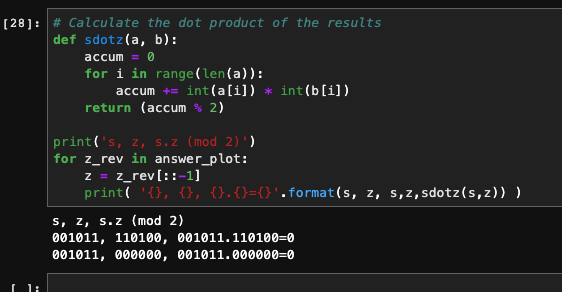 [28]: # Calculate the dot product of the results
def sdotz(a, b):
    accum = 0
    for i in range(len(a)):
        accum += int(a[i]) * int(b[i])
    return (accum % 2)

print('s, z, s.z (mod 2)')
for z_rev in answer_plot:
    z = z_rev[::-1]
    print( '{}, {}, {}.{}={}'.format(s, z, s,z,sdotz(s,z)) )
s, z, s.z (mod 2)
001011, 110100, 001011.110100=0
001011, 000000, 001011.000000=0
[ ]: